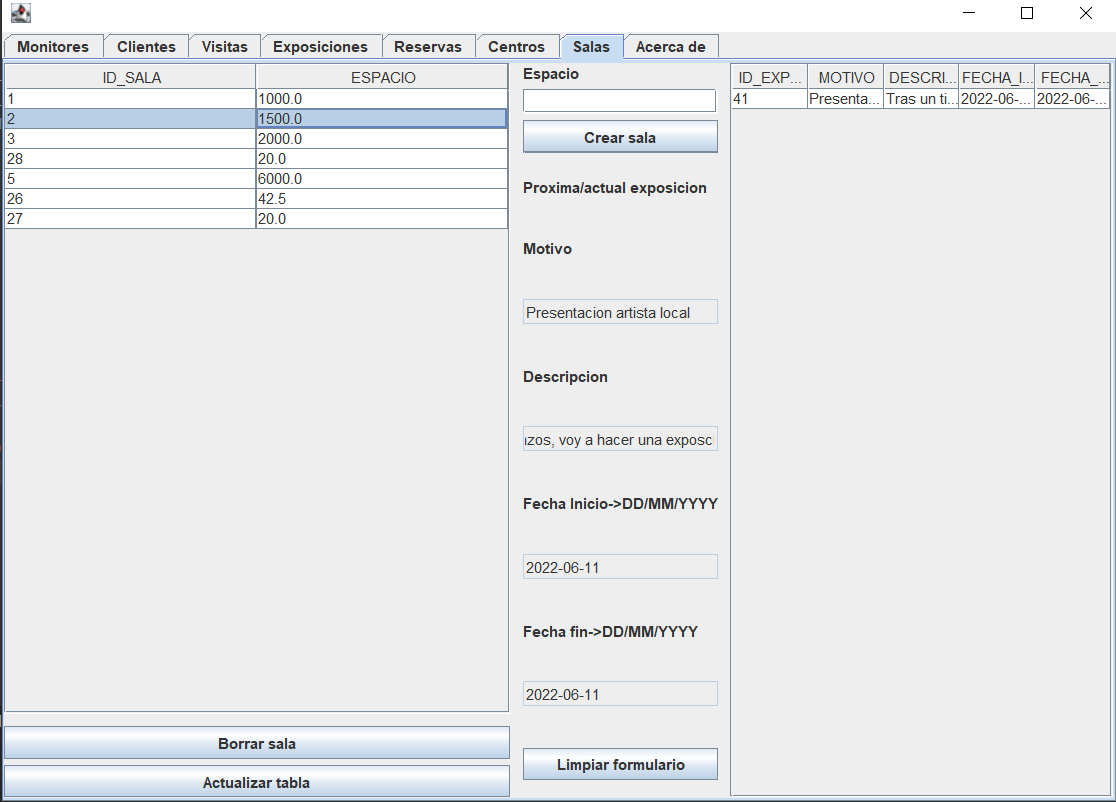 Monitores Clientes Visitas Exposiciones Reservas Centros Salas Acerca de
ID_SALA ESPACIO
1 1000.0
2 1500.0
3 2000.0
28 20.0
5 6000.0
26 42.5
27 20.0
Borrar sala
Actualizar tabla
Espacio
Crear sala
Proxima/actual exposicion
Motivo
Presentacion artista local
Descripcion
zos, voy a hacer una exposci
Fecha Inicio->DD/MM/YYYY
2022-06-11
Fecha fin->DD/MM/YYYY
2022-06-11
Limpiar formulario
ID_EXP... MOTIVO DESCRI... FECHA_I... FECHA_...
41 Presenta... Tras un ti... 2022-06-... 2022-06-...